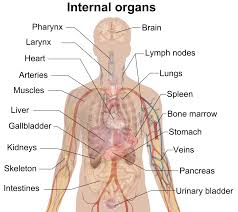 Internal organs
Pharynx
Larynx
Heart
Arteries
Muscles
Liver
Gallbladder
Kidneys
Skeleton
Intestines
Brain
Lymph nodes
Lungs
Spleen
Bone marrow
Stomach
Veins
Pancreas
Urinary bladder